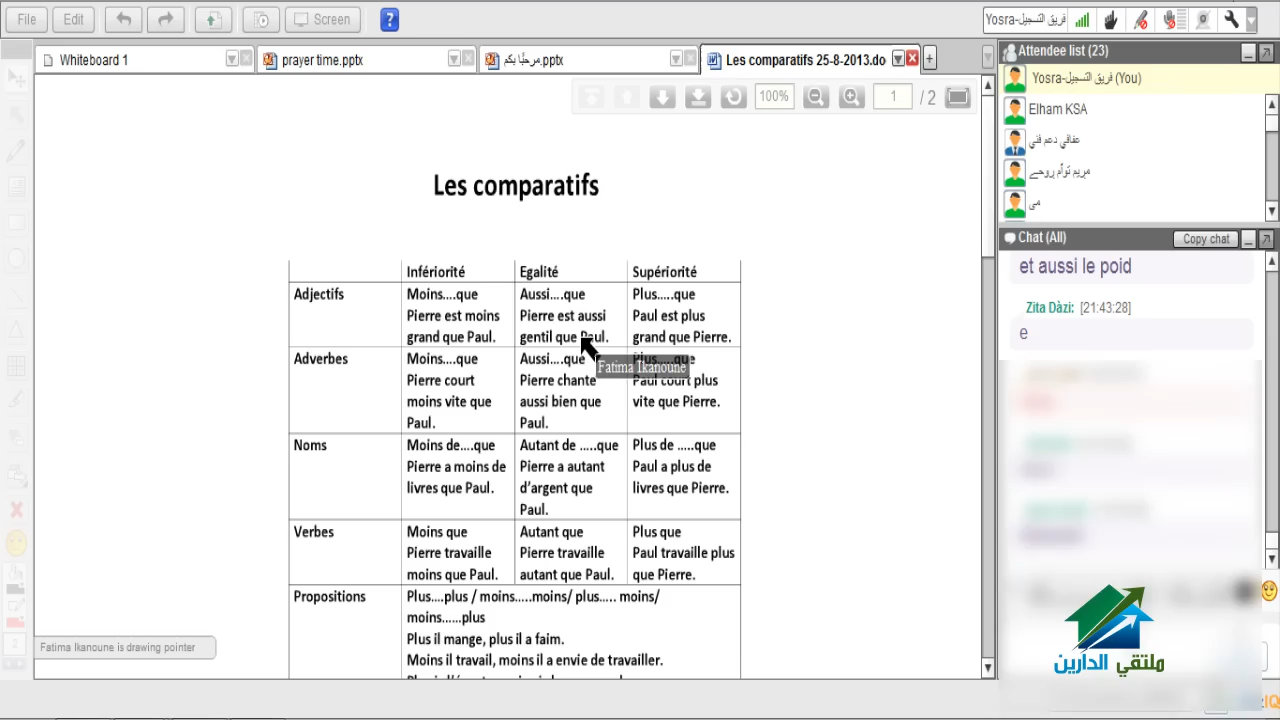 File
Edit
Screen
?
Yosra-فريق التسجيل
Whiteboard 1
prayer time.pptx
مرحبًا بكم.pptx
Les comparatifs 25-8-2013.do
100%
1 / 2
Les comparatifs
Infériorité
Egalité
Supériorité
Adjectifs
Moins....que
Pierre est moins
grand que Paul.
Aussi....que
Pierre est aussi
gentil que Paul.
Plus.....que
Paul est plus
grand que Pierre.
Adverbes
Moins....que
Pierre court
moins vite que
Paul.
Aussi....que
Pierre chante
aussi bien que
Paul.
Plus.....que
Paul court plus
vite que Pierre.
Fatima Ikanoune
Noms
Moins de....que
Pierre a moins de
livres que Paul.
Autant de .....que
Pierre a autant
d'argent que
Paul.
Plus de .....que
Paul a plus de
livres que Pierre.
Verbes
Moins que
Pierre travaille
moins que Paul.
Autant que
Pierre travaille
autant que Paul.
Plus que
Paul travaille plus
que Pierre.
Propositions
Plus....plus / moins.....moins/ plus..... moins/
moins......plus
Plus il mange, plus il a faim.
Moins il travail, moins il a envie de travailler.
Fatima Ikanoune is drawing pointer
Attendee list (23)
Yosra-فريق التسجيل (You)
Elham KSA
عفافي دعم فني
مريم توأم روحي
مى
Chat (All)
Copy chat
et aussi le poid
Zita Dàzi: [21:43:28]
e
ملتقي الدارين